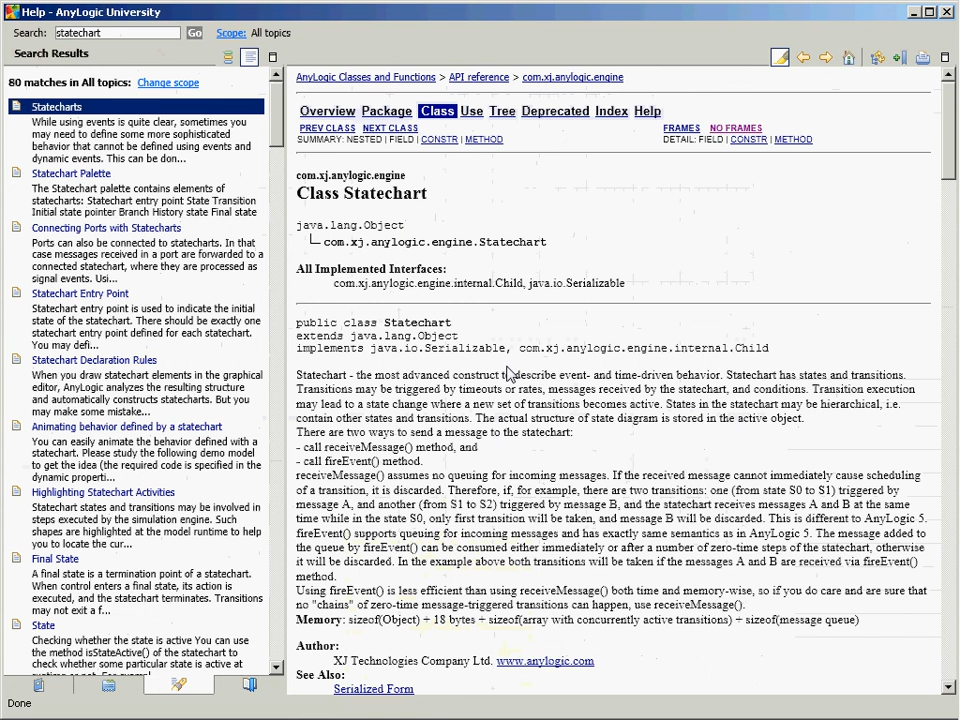 Help - AnyLogic University
Search: statechart Go Scope: All topics
Search Results
80 matches in All topics: Change scope
Statecharts
While using events is quite clear, sometimes you
may need to define some more sophisticated
behavior that cannot be defined using events and
dynamic events. This can be don...
Statechart Palette
The Statechart palette contains elements of
statecharts: Statechart entry point State Transition
Initial state pointer Branch History state Final state
Connecting Ports with Statecharts
Ports can also be connected to statecharts. In that
case messages received in a port are forwarded to a
connected statechart, where they are processed as
signal events. Usi...
Statechart Entry Point
Statechart entry point is used to indicate the initial
state of the statechart. There should be exactly one
statechart entry point defined for each statechart.
You may defi...
Statechart Declaration Rules
When you draw statechart elements in the graphical
editor, AnyLogic analyzes the resulting structure
and automatically constructs statecharts. But you
may make some mistake...
Animating behavior defined by a statechart
You can easily animate the behavior defined with a
statechart. Please study the following demo model
to get the idea (the required code is specified in the
dynamic properti...
Highlighting Statechart Activities
Statechart states and transitions may be involved in
steps executed by the simulation engine. Such
shapes are highlighted at the model runtime to help
you to locate the cur...
Final State
A final state is a termination point of a statechart.
When control enters a final state, its action is
executed, and the statechart terminates. Transitions
may not exit a f...
State
Checking whether the state is active You can use
the method isStateActive() of the statechart to
check whether some particular state is active at
AnyLogic Classes and Functions > API reference > com.xj.anylogic.engine
Overview Package Class Use Tree Deprecated Index Help
PREV CLASS NEXT CLASS FRAMES NO FRAMES
SUMMARY: NESTED | FIELD | CONSTR | METHOD DETAIL: FIELD | CONSTR | METHOD
com.xj.anylogic.engine
Class Statechart
java.lang.Object
com.xj.anylogic.engine.Statechart
All Implemented Interfaces:
com.xj.anylogic.engine.internal.Child, java.io.Serializable
public class Statechart
extends java.lang.Object
implements java.io.Serializable, com.xj.anylogic.engine.internal.Child
Statechart - the most advanced construct to describe event- and time-driven behavior. Statechart has states and transitions.
Transitions may be triggered by timeouts or rates, messages received by the statechart, and conditions. Transition execution
may lead to a state change where a new set of transitions becomes active. States in the statechart may be hierarchical, i.e.
contain other states and transitions. The actual structure of state diagram is stored in the active object.
There are two ways to send a message to the statechart:
- call receiveMessage() method, and
- call fireEvent() method.
receiveMessage() assumes no queuing for incoming messages. If the received message cannot immediately cause scheduling
of a transition, it is discarded. Therefore, if, for example, there are two transitions: one (from state S0 to S1) triggered by
message A, and another (from S1 to S2) triggered by message B, and the statechart receives messages A and B at the same
time while in the state S0, only first transition will be taken, and message B will be discarded. This is different to AnyLogic 5.
fireEvent() supports queuing for incoming messages and has exactly same semantics as in AnyLogic 5. The message added to
the queue by fireEvent() can be consumed either immediately or after a number of zero-time steps of the statechart, otherwise
it will be discarded. In the example above both transitions will be taken if the messages A and B are received via fireEvent()
method.
Using fireEvent() is less efficient than using receiveMessage() both time and memory-wise, so if you do care and are sure that
no "chains" of zero-time message-triggered transitions can happen, use receiveMessage().
Memory: sizeof(Object) + 18 bytes + sizeof(array with concurrently active transitions) + sizeof(message queue)
Author:
XJ Technologies Company Ltd. www.anylogic.com
See Also:
Serialized Form
Done